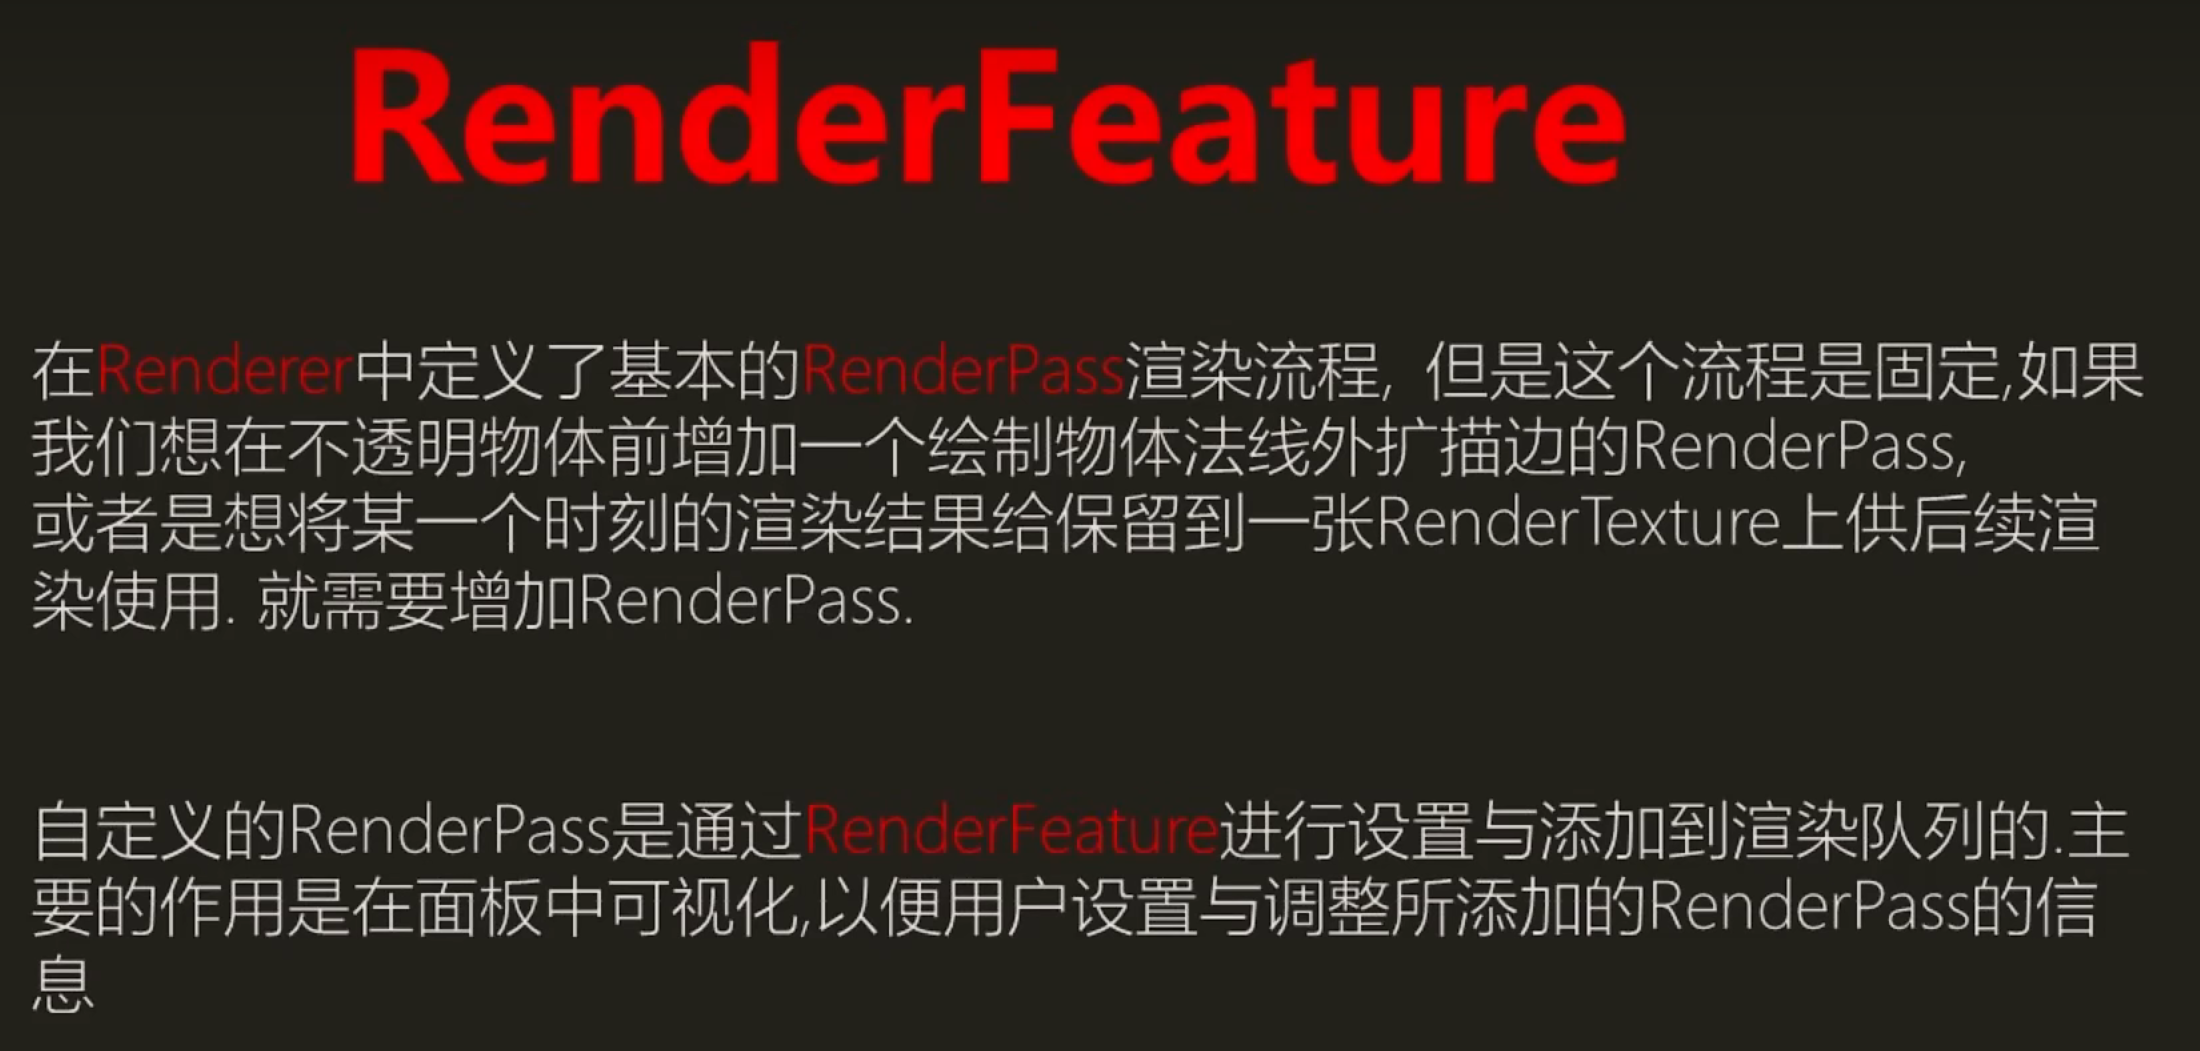 RenderFeature
在Renderer中定义了基本的RenderPass渲染流程, 但是这个流程是固定,如果
我们想在不透明物体前增加一个绘制物体法线外扩描边的RenderPass,
或者是想将某一个时刻的渲染结果给保留到一张RenderTexture上供后续渲
染使用. 就需要增加RenderPass.
自定义的RenderPass是通过RenderFeature进行设置与添加到渲染队列的.主
要的作用是在面板中可视化,以便用户设置与调整所添加的RenderPass的信
息